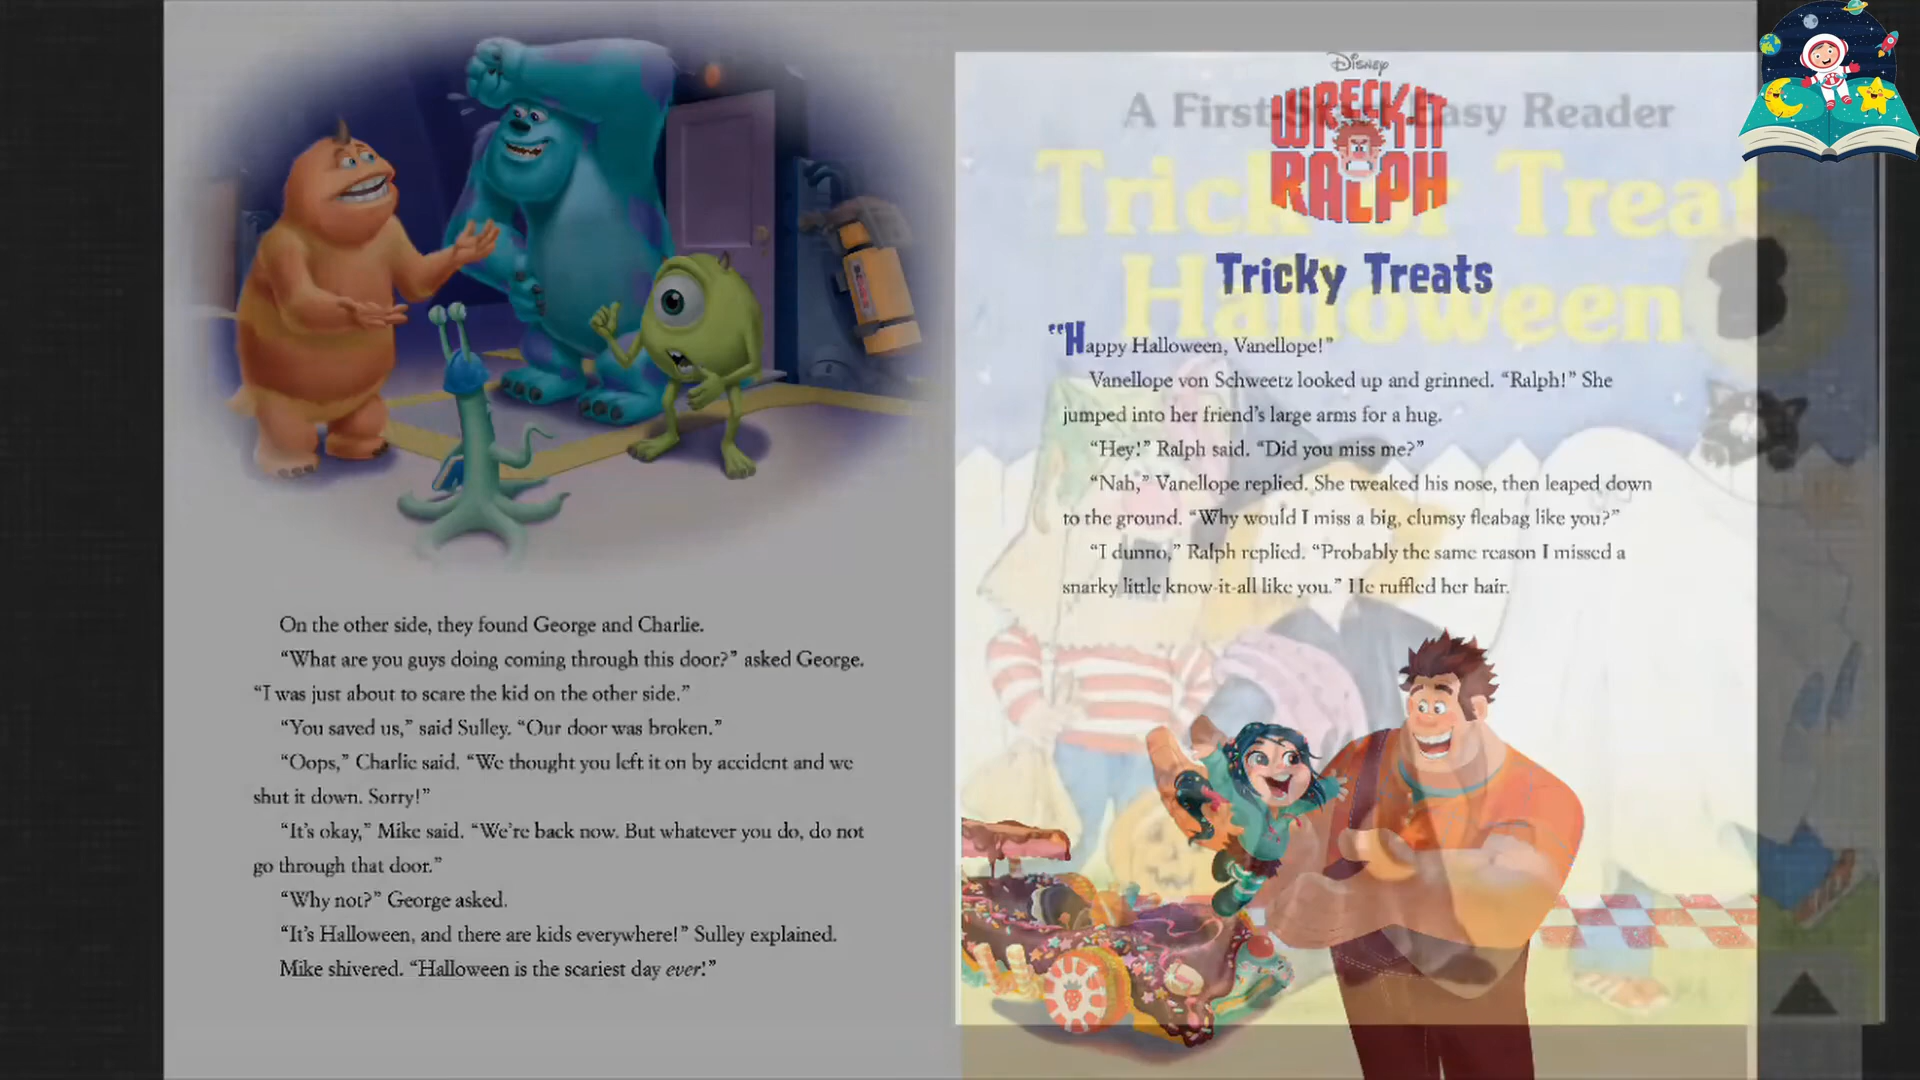 On the other side, they found George and Charlie.
“What are you guys doing coming through this door?” asked George.
“I was just about to scare the kid on the other side.”
“You saved us,” said Sulley. “Our door was broken.”
“Oops,” Charlie said. “We thought you left it on by accident and we
shut it down. Sorry!”
“It’s okay,” Mike said. “We’re back now. But whatever you do, do not
go through that door.”
“Why not?” George asked.
“It’s Halloween, and there are kids everywhere!” Sulley explained.
Mike shivered. “Halloween is the scariest day ever!”
Disney
WRECK-IT
RALPH
A First-Start Easy Reader
Trick or Treat
Halloween
Tricky Treats
“Happy Halloween, Vanellope!”
Vanellope von Schweetz looked up and grinned. “Ralph!” She
jumped into her friend’s large arms for a hug.
“Hey!” Ralph said. “Did you miss me?”
“Nah,” Vanellope replied. She tweaked his nose, then leaped down
to the ground. “Why would I miss a big, clumsy fleabag like you?”
“I dunno,” Ralph replied. “Probably the same reason I missed a
snarky little know-it-all like you.” He ruffled her hair.